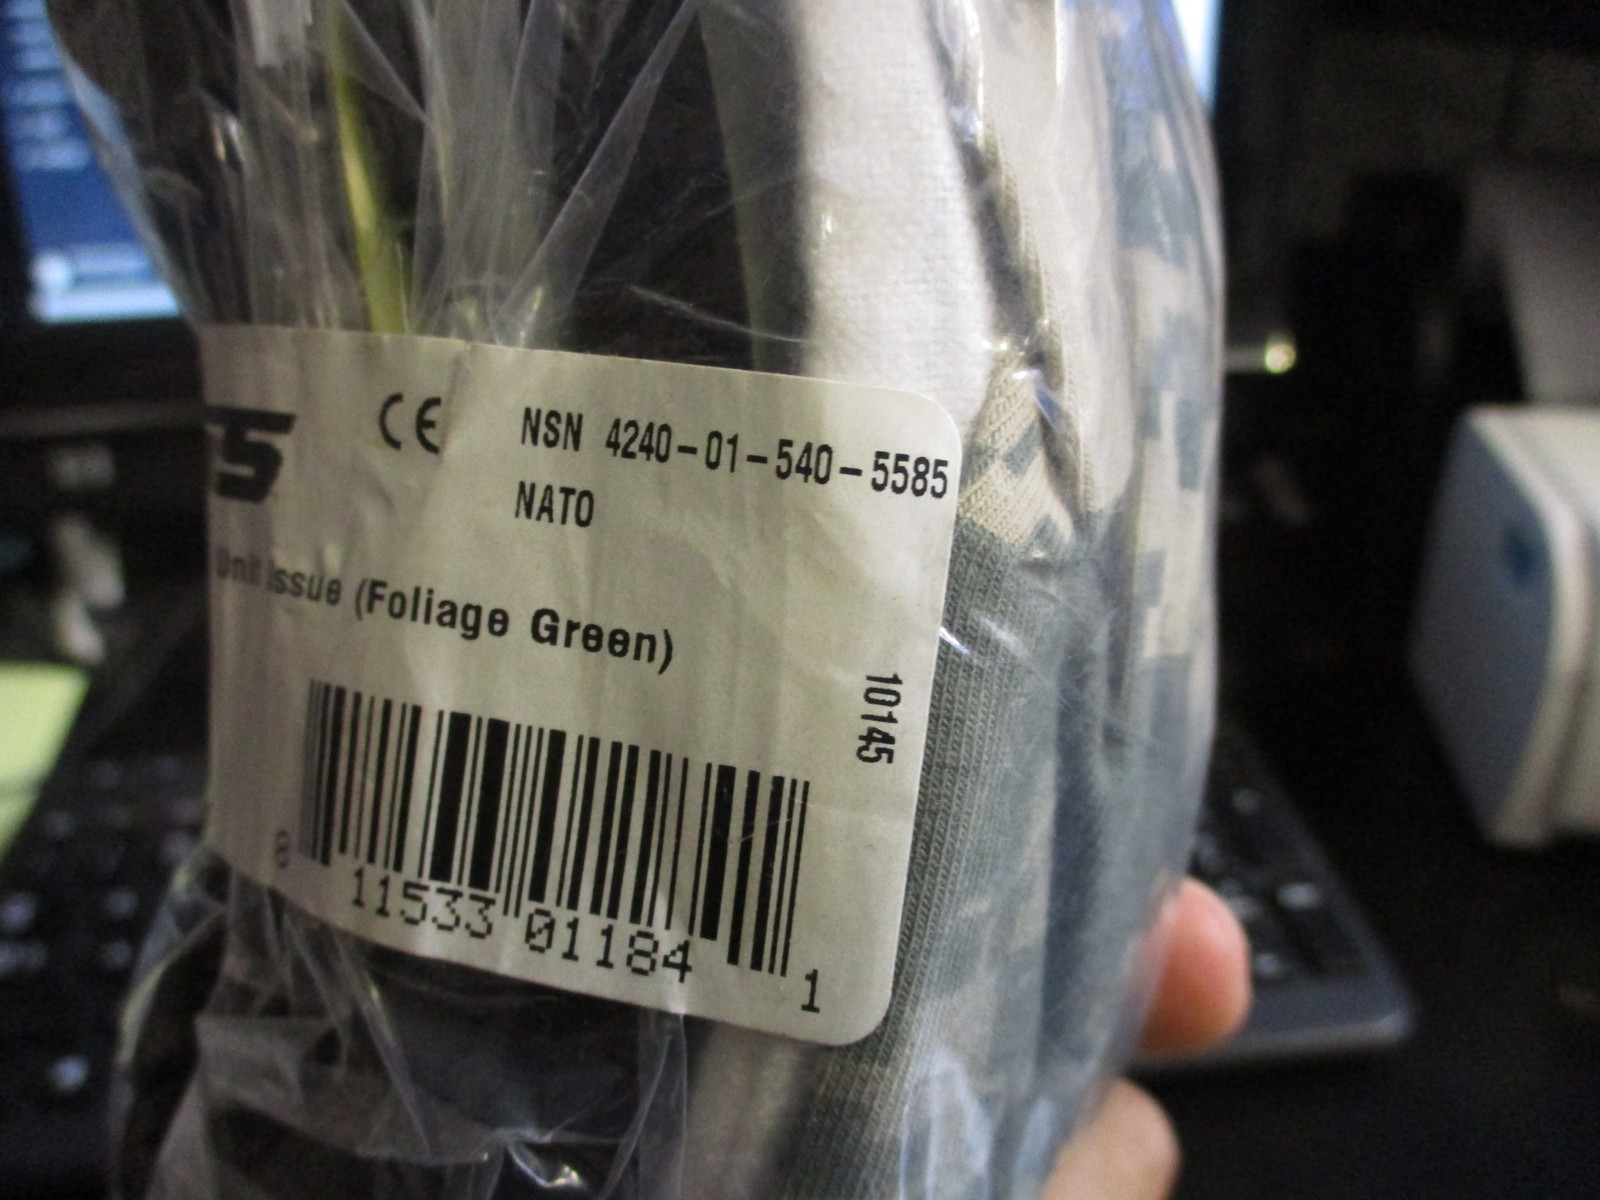 CE NSN 4240-01-540-5585
NATO
Unit Issue (Foliage Green)
10145
8 11533 01184 1